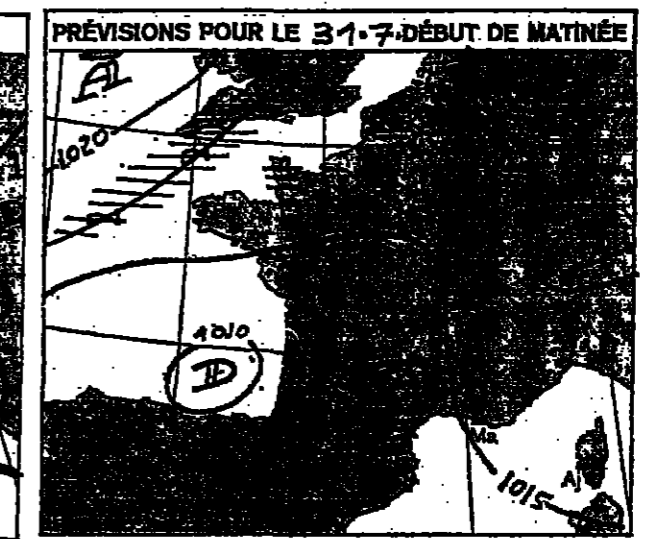 PRÉVISIONS POUR LE 31.7.DÉBUT DE MATINÉE
A
1020
1010
D
Ma
Aj
1015